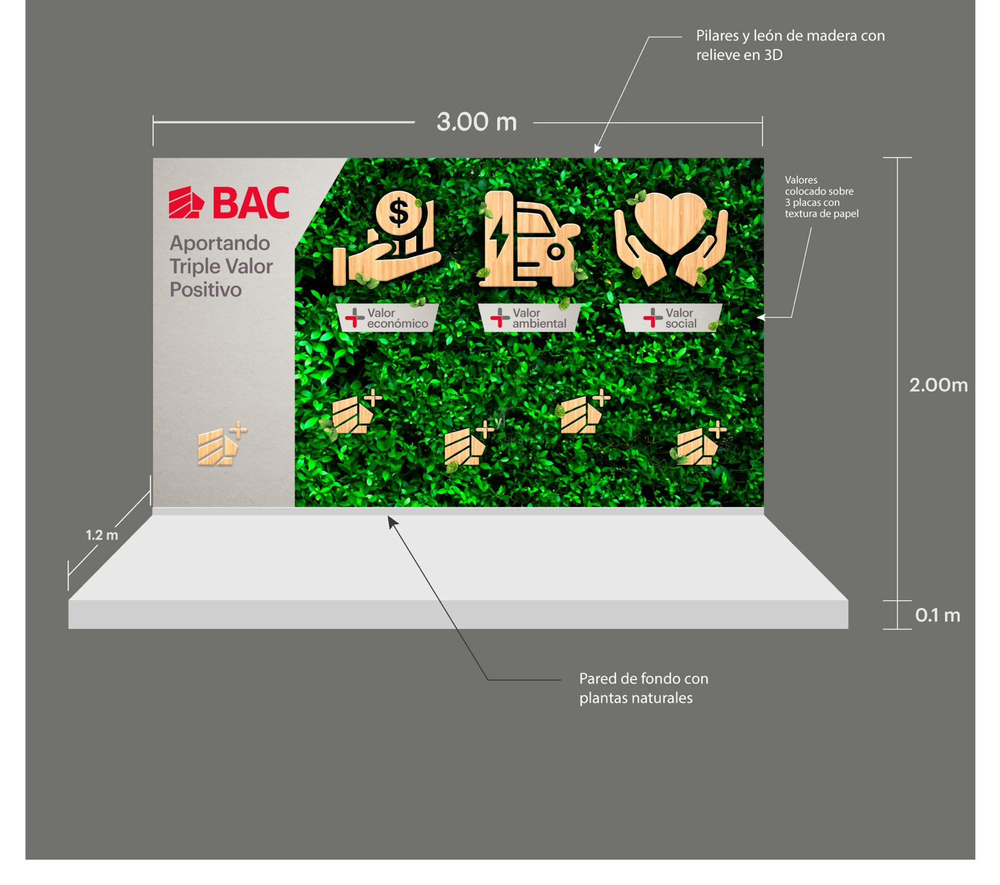 Pilares y león de madera con
relieve en 3D
3.00 m
Valores
colocado sobre
3 placas con
textura de papel
BAC
Aportando
Triple Valor
Positivo
$
Valor
económico
Valor
ambiental
Valor
social
2.00m
1.2 m
0.1 m
Pared de fondo con
plantas naturales